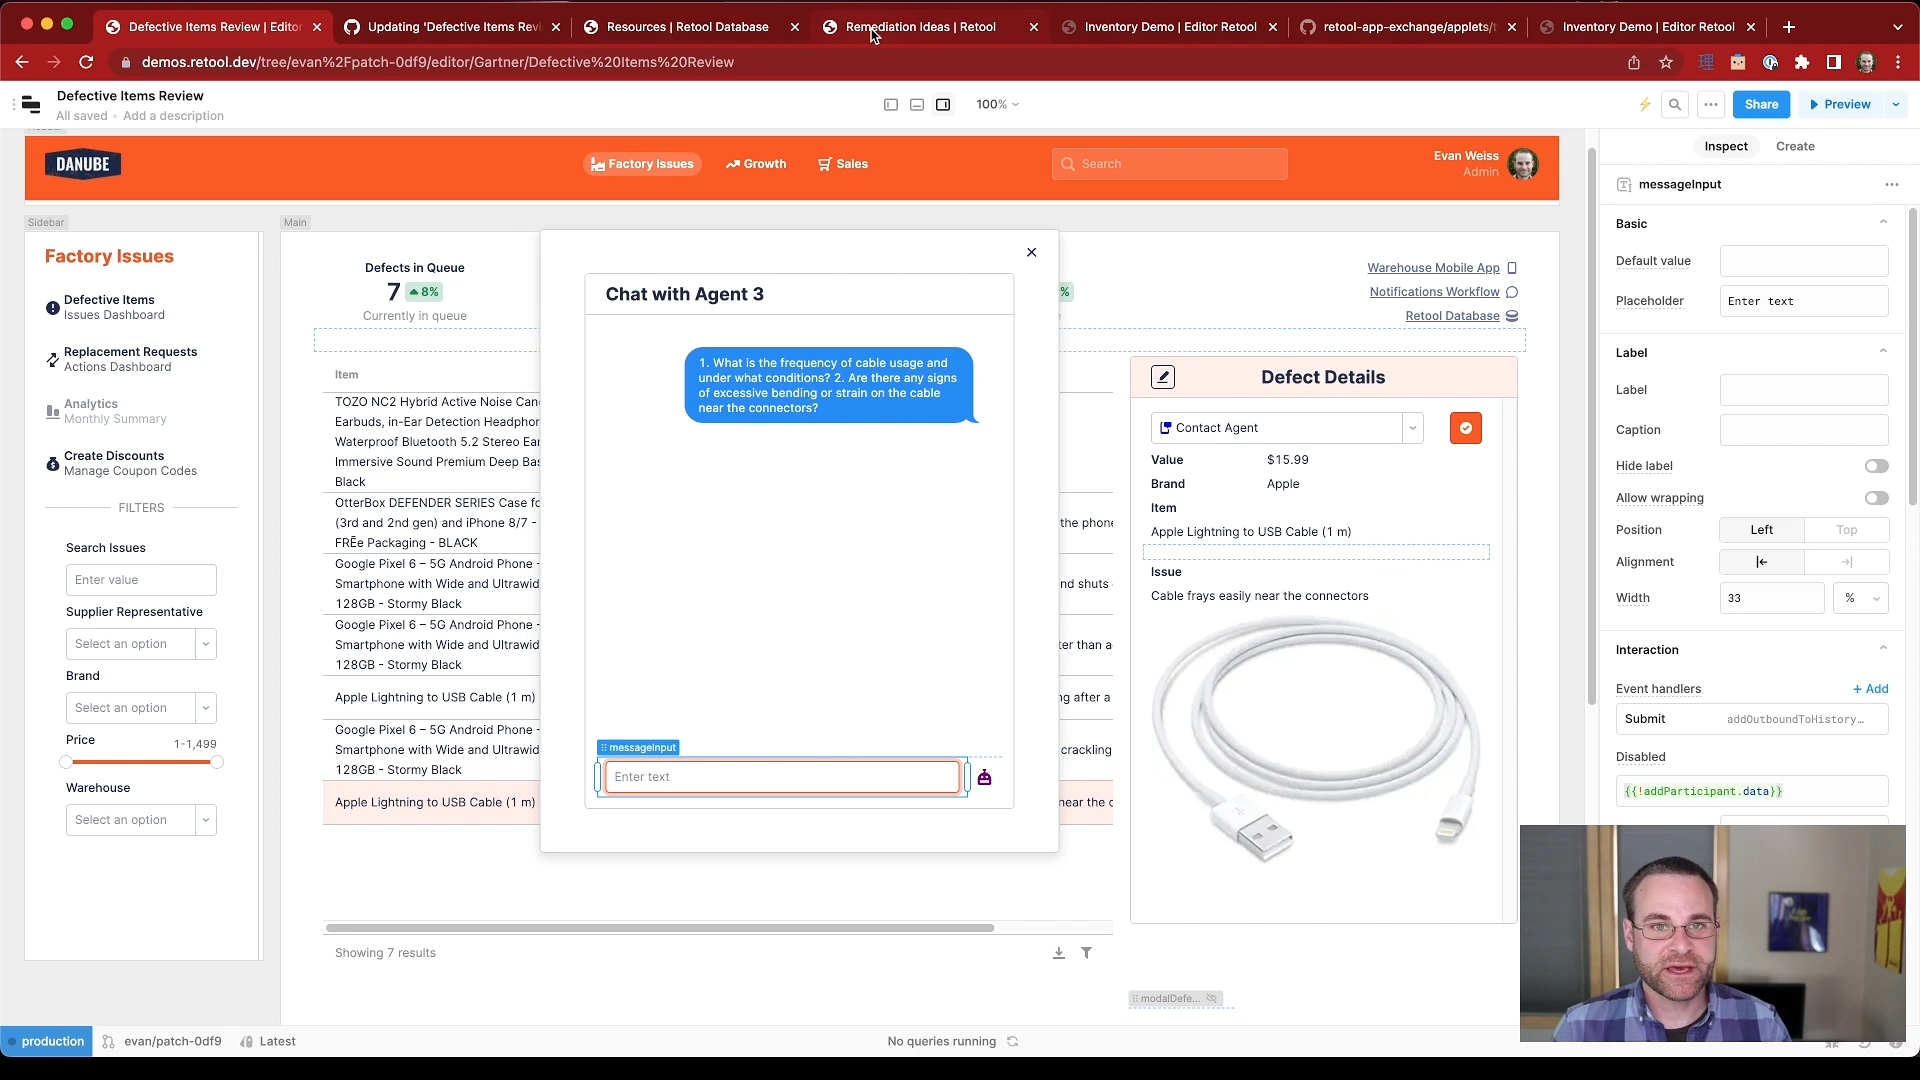 Defective Items Review | Editor
Updating 'Defective Items Revi
Resources | Retool Database
Remediation Ideas | Retool
Inventory Demo | Editor Retool
retool-app-exchange/applets/t
Inventory Demo | Editor Retool
demos.retool.dev/tree/evan%2Fpatch-0df9/editor/Gartner/Defective%20Items%20Review
Defective Items Review
All saved • Add a description
100%
Share
Preview
DANUBE
Factory Issues
Growth
Sales
Search
Evan Weiss
Admin
Sidebar
Main
Factory Issues
Defective Items
Issues Dashboard
Replacement Requests
Actions Dashboard
Analytics
Monthly Summary
Create Discounts
Manage Coupon Codes
FILTERS
Search Issues
Enter value
Supplier Representative
Select an option
Brand
Select an option
Price
1-1,499
Warehouse
Select an option
Defects in Queue
7
8%
Currently in queue
%
Warehouse Mobile App
Notifications Workflow
Retool Database
Item
TOZO NC2 Hybrid Active Noise Canc
Earbuds, in-Ear Detection Headphor
Waterproof Bluetooth 5.2 Stereo Ear
Immersive Sound Premium Deep Bas
Black
OtterBox DEFENDER SERIES Case fo
(3rd and 2nd gen) and iPhone 8/7 -
FRĒe Packaging - BLACK
the phone
Google Pixel 6 – 5G Android Phone -
Smartphone with Wide and Ultrawid
128GB - Stormy Black
nd shuts
Google Pixel 6 – 5G Android Phone -
Smartphone with Wide and Ultrawid
128GB - Stormy Black
ter than a
Apple Lightning to USB Cable (1 m)
ng after a
Google Pixel 6 – 5G Android Phone -
Smartphone with Wide and Ultrawid
128GB - Stormy Black
crackling
Apple Lightning to USB Cable (1 m)
near the c
Showing 7 results
Chat with Agent 3
1. What is the frequency of cable usage and
under what conditions? 2. Are there any signs
of excessive bending or strain on the cable
near the connectors?
messageInput
Enter text
Defect Details
Contact Agent
Value $15.99
Brand Apple
Item
Apple Lightning to USB Cable (1 m)
Issue
Cable frays easily near the connectors
modalDefe...
Inspect
Create
messageInput
Basic
Default value
Placeholder
Enter text
Label
Label
Caption
Hide label
Allow wrapping
Position
Left
Top
Alignment
Width
33
%
Interaction
Event handlers
+ Add
Submit
addOutboundToHistory…
Disabled
{{!addParticipant.data}}
production
evan/patch-0df9
Latest
No queries running